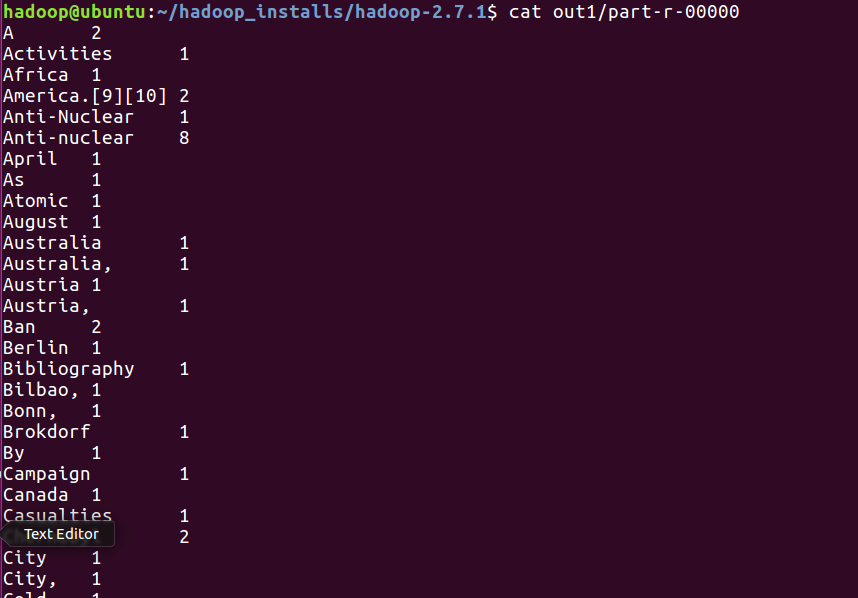 hadoop@ubuntu:~/hadoop_installs/hadoop-2.7.1$ cat out1/part-r-00000
A 2
Activities 1
Africa 1
America.[9][10] 2
Anti-Nuclear 1
Anti-nuclear 8
April 1
As 1
Atomic 1
August 1
Australia 1
Australia, 1
Austria 1
Austria, 1
Ban 2
Berlin 1
Bibliography 1
Bilbao, 1
Bonn, 1
Brokdorf 1
By 1
Campaign 1
Canada 1
Casualties 1
Text Editor 2
City 1
City, 1